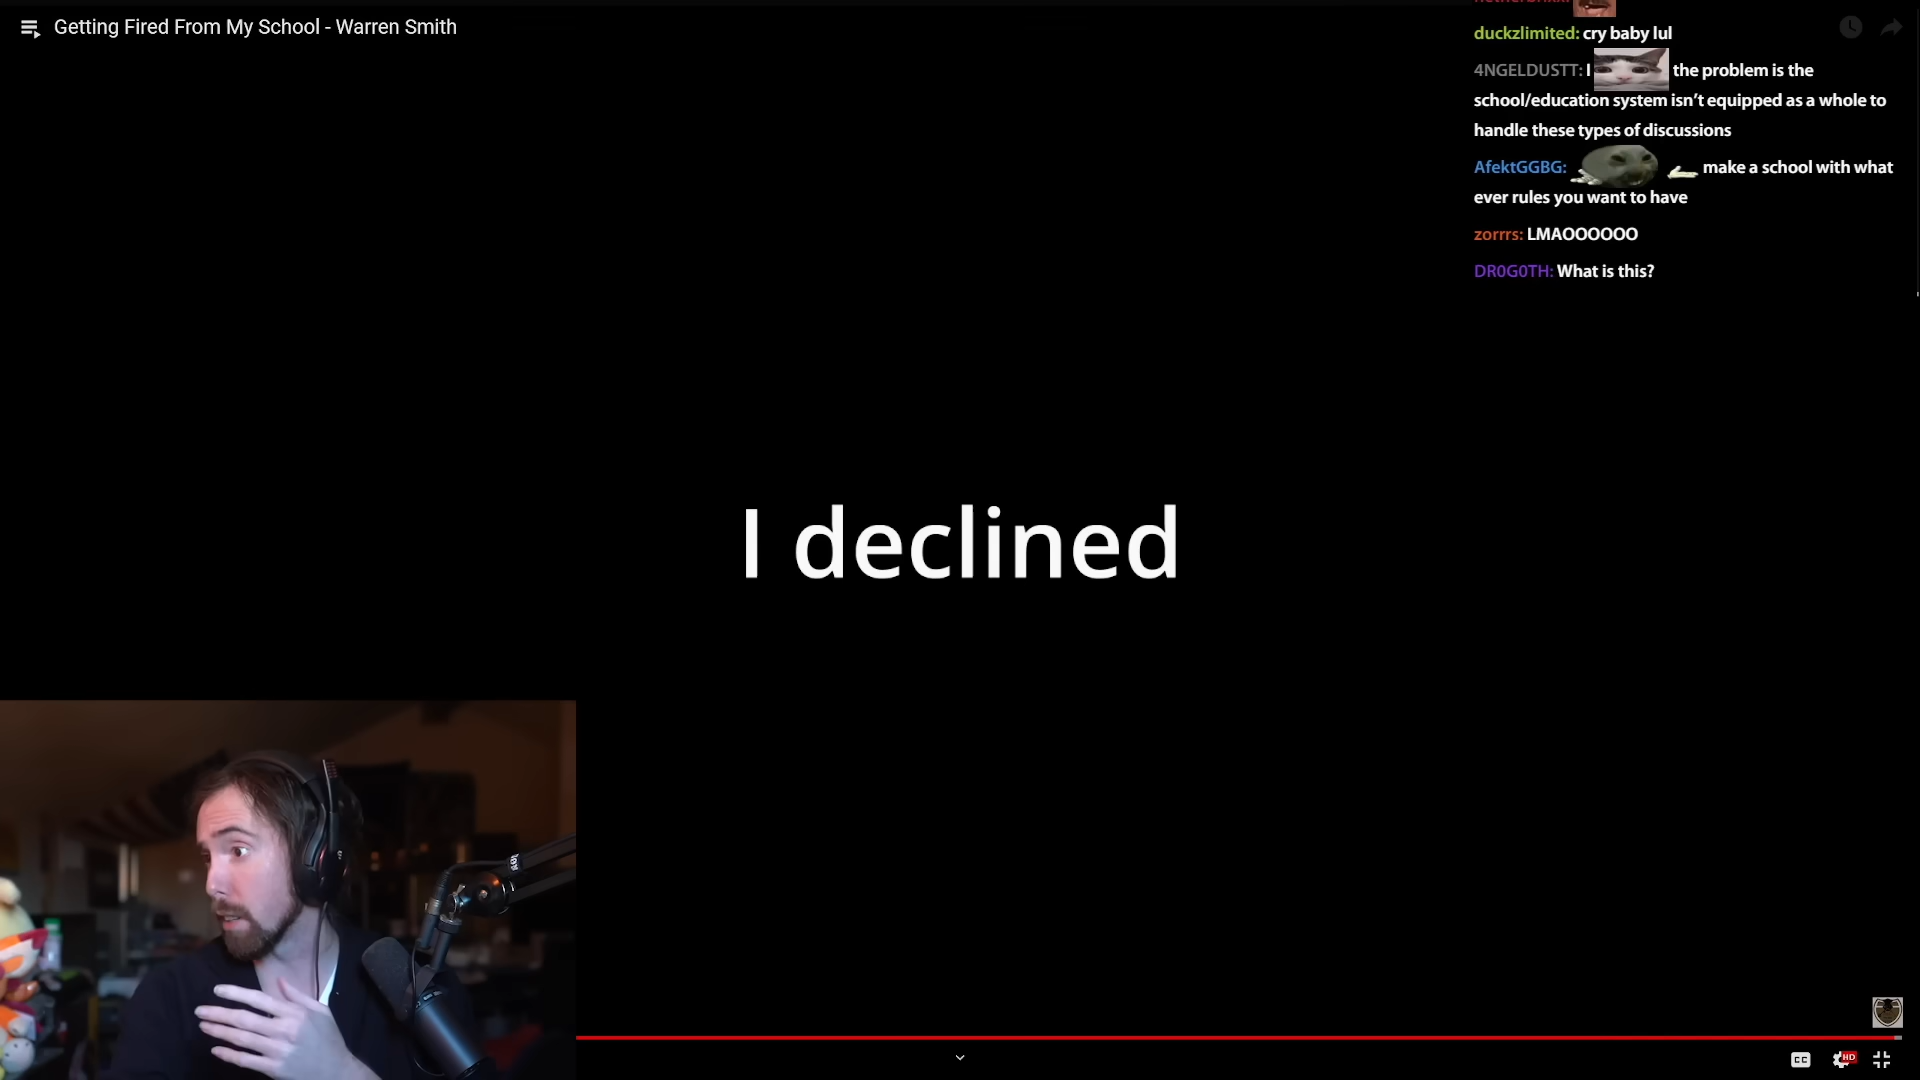 Getting Fired From My School - Warren Smith
duckzlimited: cry baby lul
4NGELDUSTT: I the problem is the
school/education system isn't equipped as a whole to
handle these types of discussions
AfektGGBG: make a school with what
ever rules you want to have
zorrrs: LMAOOOOOO
DR0G0TH: What is this?
I declined
CC
HD